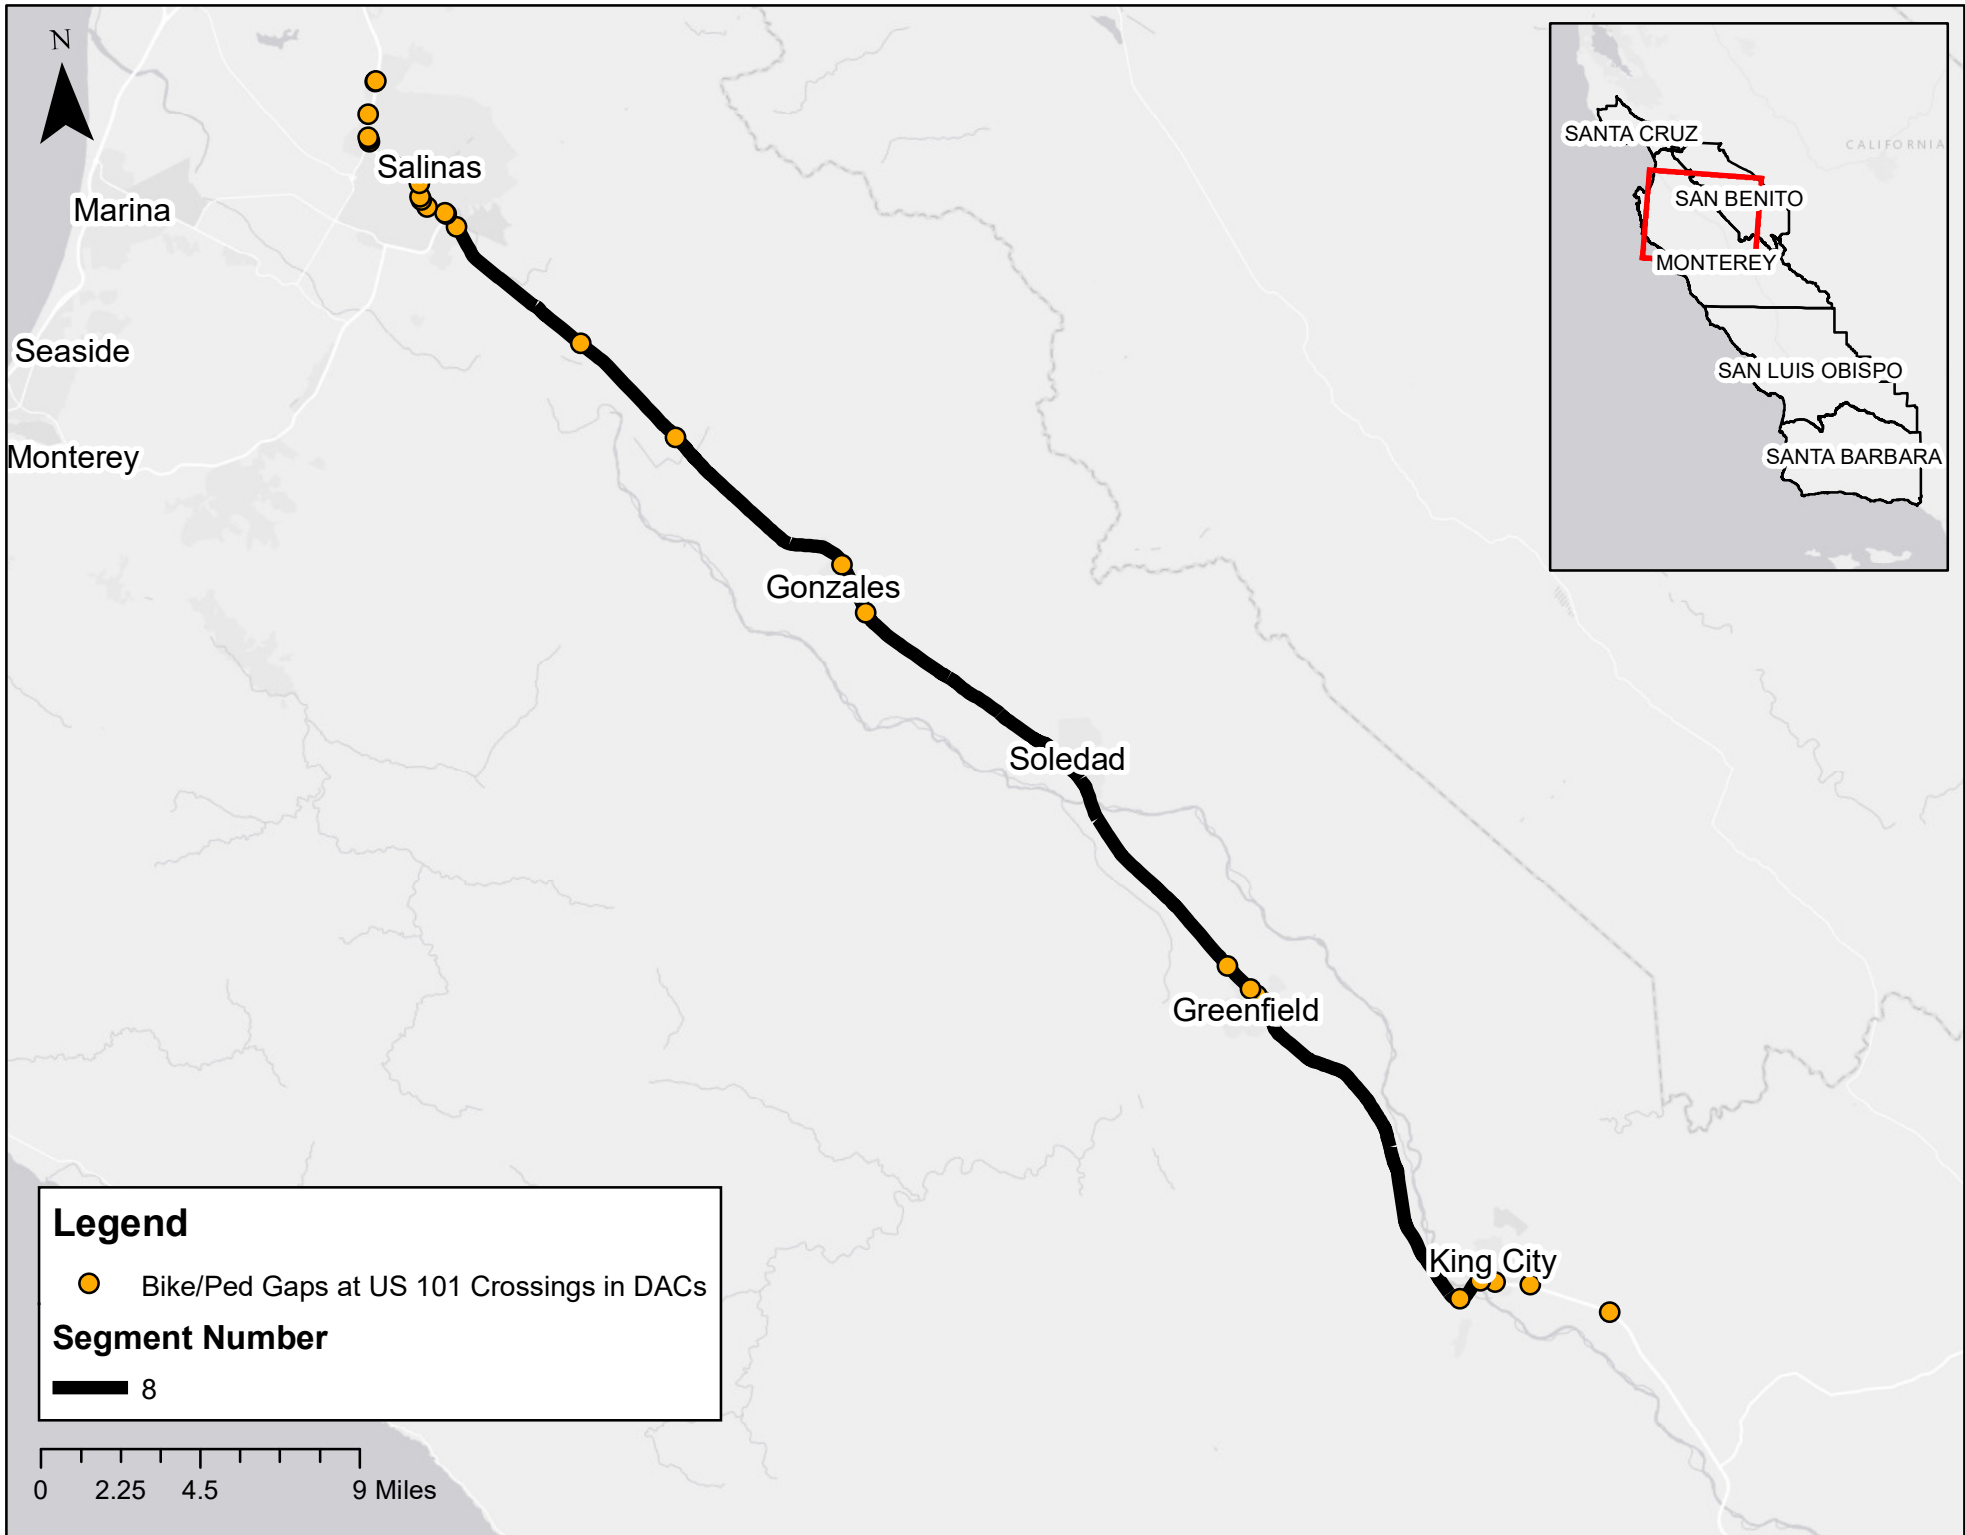 N
SANTA CRUZ
CALIFORNIA
SAN BENITO
MONTEREY
SAN LUIS OBISPO
SANTA BARBARA
Salinas
Marina
Seaside
Monterey
Gonzales
Soledad
Greenfield
King City
Legend
Bike/Ped Gaps at US 101 Crossings in DACs
Segment Number
8
0 2.25 4.5 9 Miles